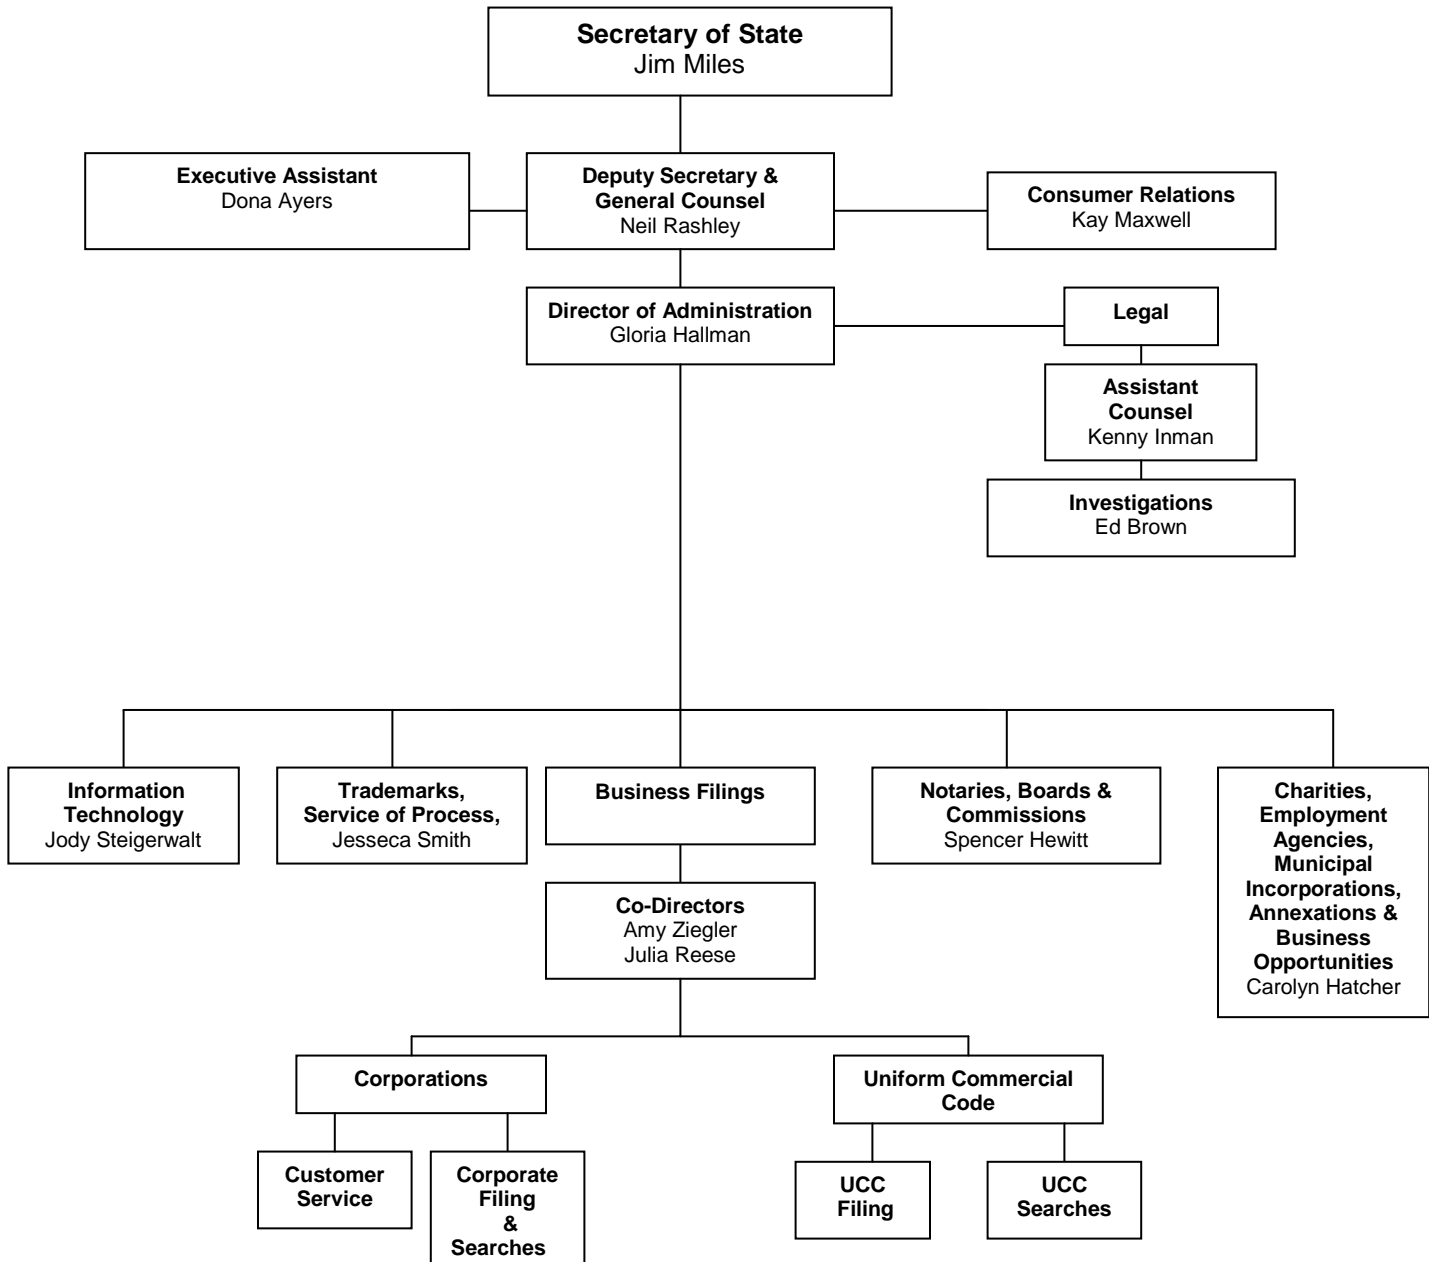 Secretary of State
Jim Miles
Executive Assistant
Dona Ayers
Deputy Secretary &
General Counsel
Neil Rashley
Consumer Relations
Kay Maxwell
Director of Administration
Gloria Hallman
Legal
Assistant
Counsel
Kenny Inman
Investigations
Ed Brown
Information
Technology
Jody Steigerwalt
Trademarks,
Service of Process,
Jesseca Smith
Business Filings
Notaries, Boards &
Commissions
Spencer Hewitt
Charities,
Employment
Agencies,
Municipal
Incorporations,
Annexations &
Business
Opportunities
Carolyn Hatcher
Co-Directors
Amy Ziegler
Julia Reese
Corporations
Uniform Commercial
Code
Customer
Service
Corporate
Filing
&
Searches
UCC
Filing
UCC
Searches